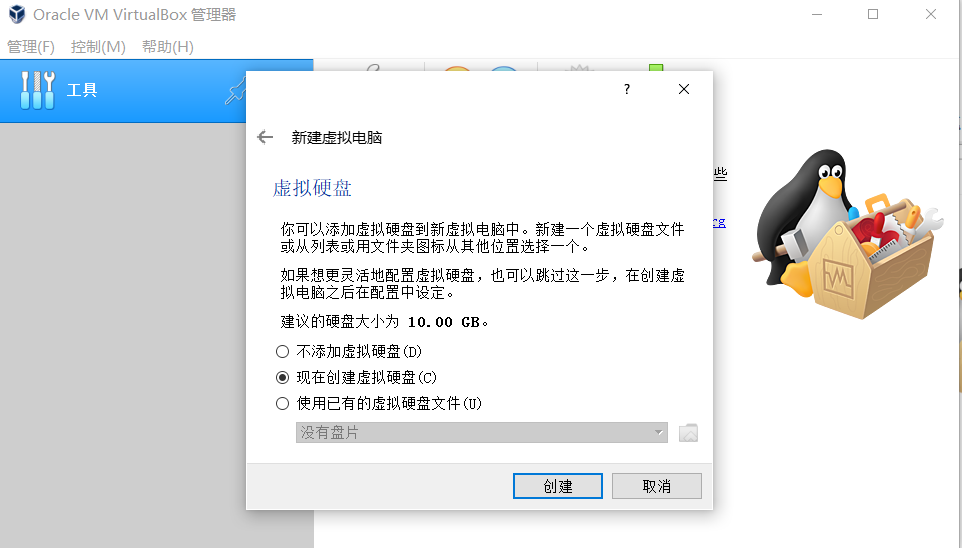 Oracle VM VirtualBox 管理器
管理(F) 控制(M) 帮助(H)
工具
?
新建虚拟电脑
虚拟硬盘
你可以添加虚拟硬盘到新虚拟电脑中。新建一个虚拟硬盘文件
或从列表或用文件夹图标从其他位置选择一个。
如果想更灵活地配置虚拟硬盘，也可以跳过这一步，在创建虚
拟电脑之后在配置中设定。
建议的硬盘大小为 10.00 GB。
不添加虚拟硬盘(D)
现在创建虚拟硬盘(C)
使用已有的虚拟硬盘文件(U)
没有盘片
创建 取消
些
rg